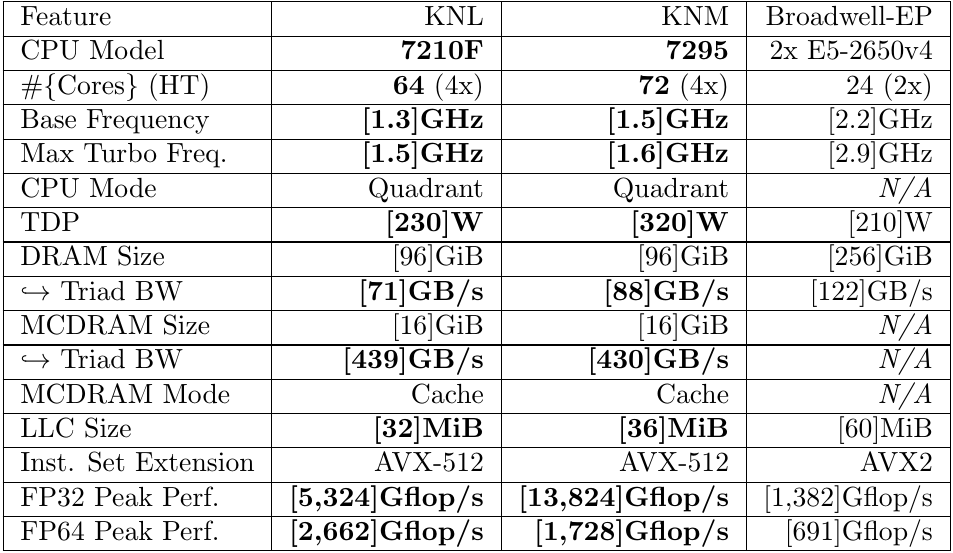 Feature KNL KNM Broadwell-EP
CPU Model 7210F 7295 2x E5-2650v4
#{Cores} (HT) 64 (4x) 72 (4x) 24 (2x)
Base Frequency [1.3]GHz [1.5]GHz [2.2]GHz
Max Turbo Freq. [1.5]GHz [1.6]GHz [2.9]GHz
CPU Mode Quadrant Quadrant N/A
TDP [230]W [320]W [210]W
DRAM Size [96]GiB [96]GiB [256]GiB
↪ Triad BW [71]GB/s [88]GB/s [122]GB/s
MCDRAM Size [16]GiB [16]GiB N/A
↪ Triad BW [439]GB/s [430]GB/s N/A
MCDRAM Mode Cache Cache N/A
LLC Size [32]MiB [36]MiB [60]MiB
Inst. Set Extension AVX-512 AVX-512 AVX2
FP32 Peak Perf. [5,324]Gflop/s [13,824]Gflop/s [1,382]Gflop/s
FP64 Peak Perf. [2,662]Gflop/s [1,728]Gflop/s [691]Gflop/s